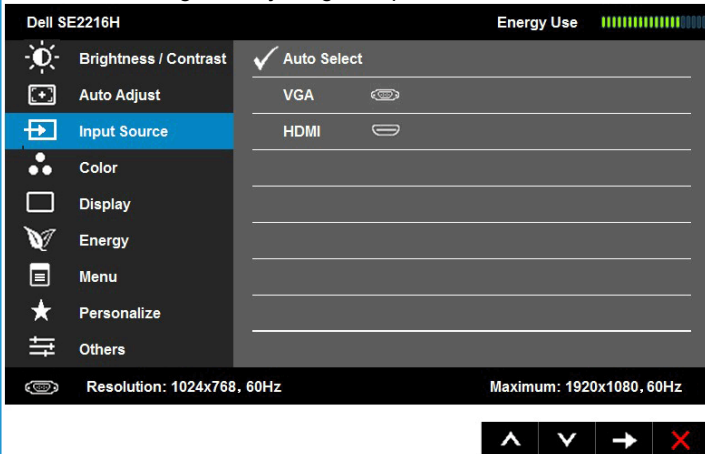 Dell SE2216H Energy Use
Brightness / Contrast Auto Select
Auto Adjust VGA
Input Source HDMI
Color
Display
Energy
Menu
Personalize
Others
Resolution: 1024x768, 60Hz Maximum: 1920x1080, 60Hz